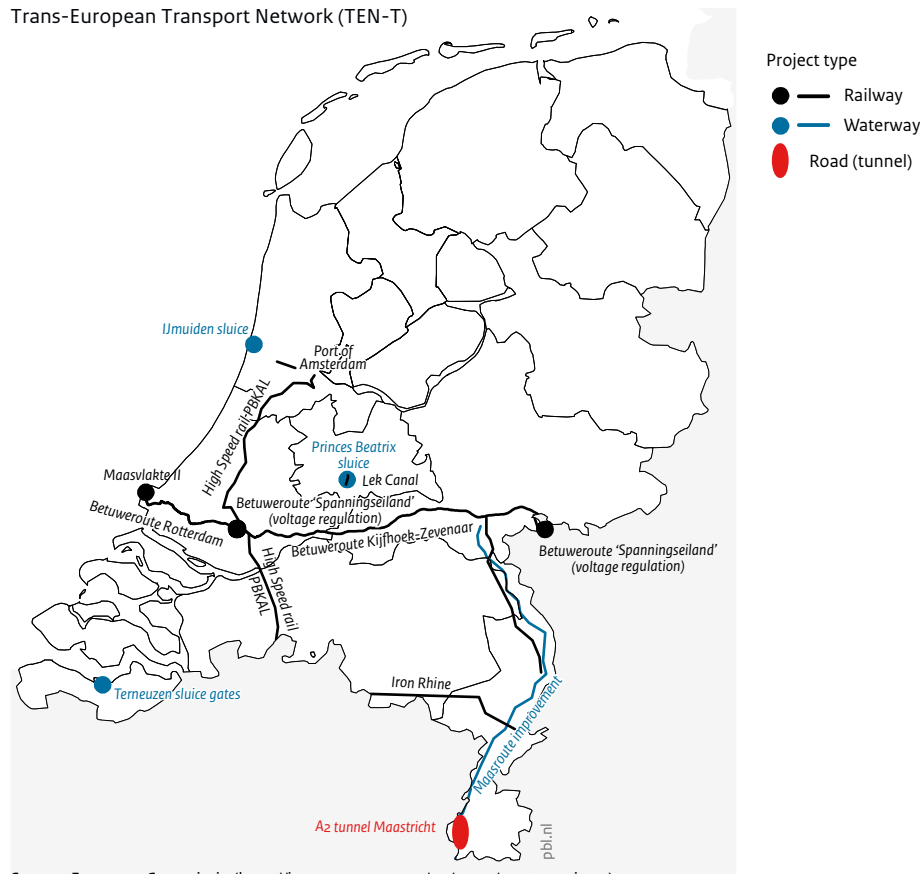 Trans-European Transport Network (TEN-T)
Project type
Railway
Waterway
Road (tunnel)
IJmuiden sluice
Port of
Amsterdam
High Speed rail-PBKAL
Princes Beatrix
sluice
Lek Canal
Maasvlakte II
Betuweroute 'Spanningseiland'
(voltage regulation)
Betuweroute Rotterdam
Betuweroute Kijfhoek-Zevenaar
Betuweroute 'Spanningseiland'
(voltage regulation)
High Speed rail
PBKAL
Iron Rhine
Terneuzen sluice gates
Maasroute improvement
A2 tunnel Maastricht
pbl.nl